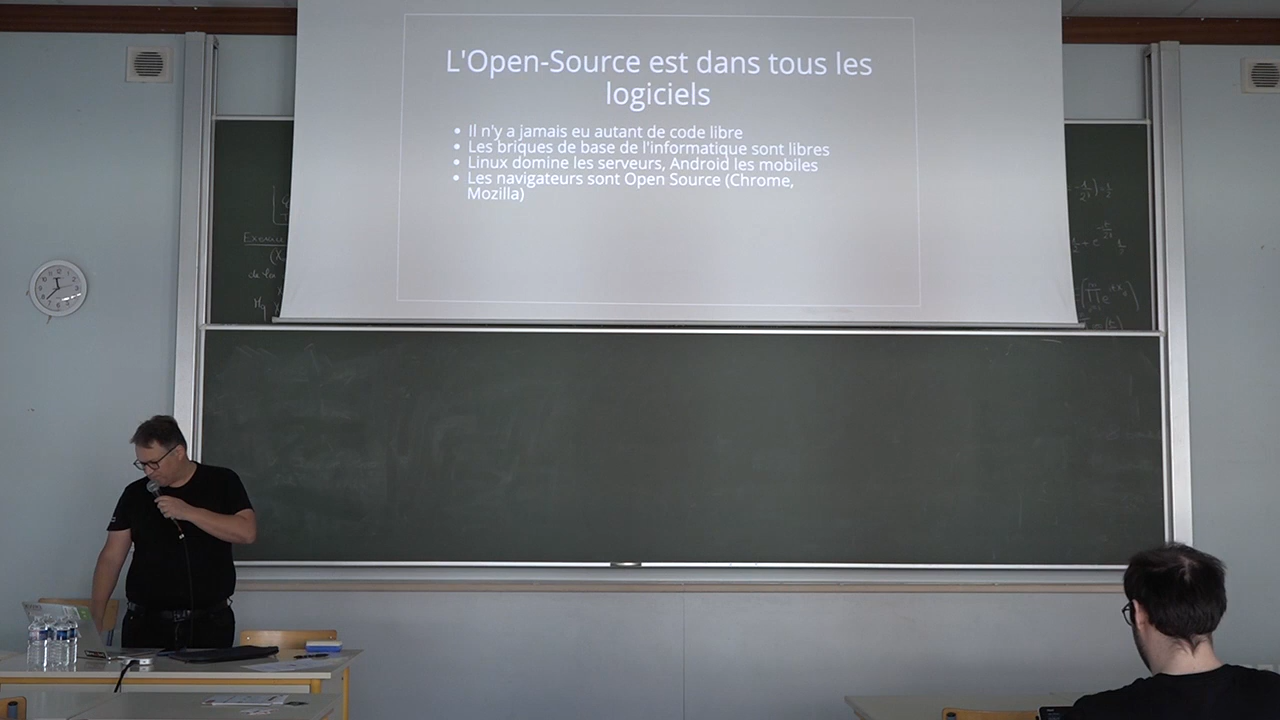 L'Open-Source est dans tous les
logiciels
• Il n'y a jamais eu autant de code libre
• Les briques de base de l'informatique sont libres
• Linux domine les serveurs, Android les mobiles
• Les navigateurs sont Open Source (Chrome,
Mozilla)